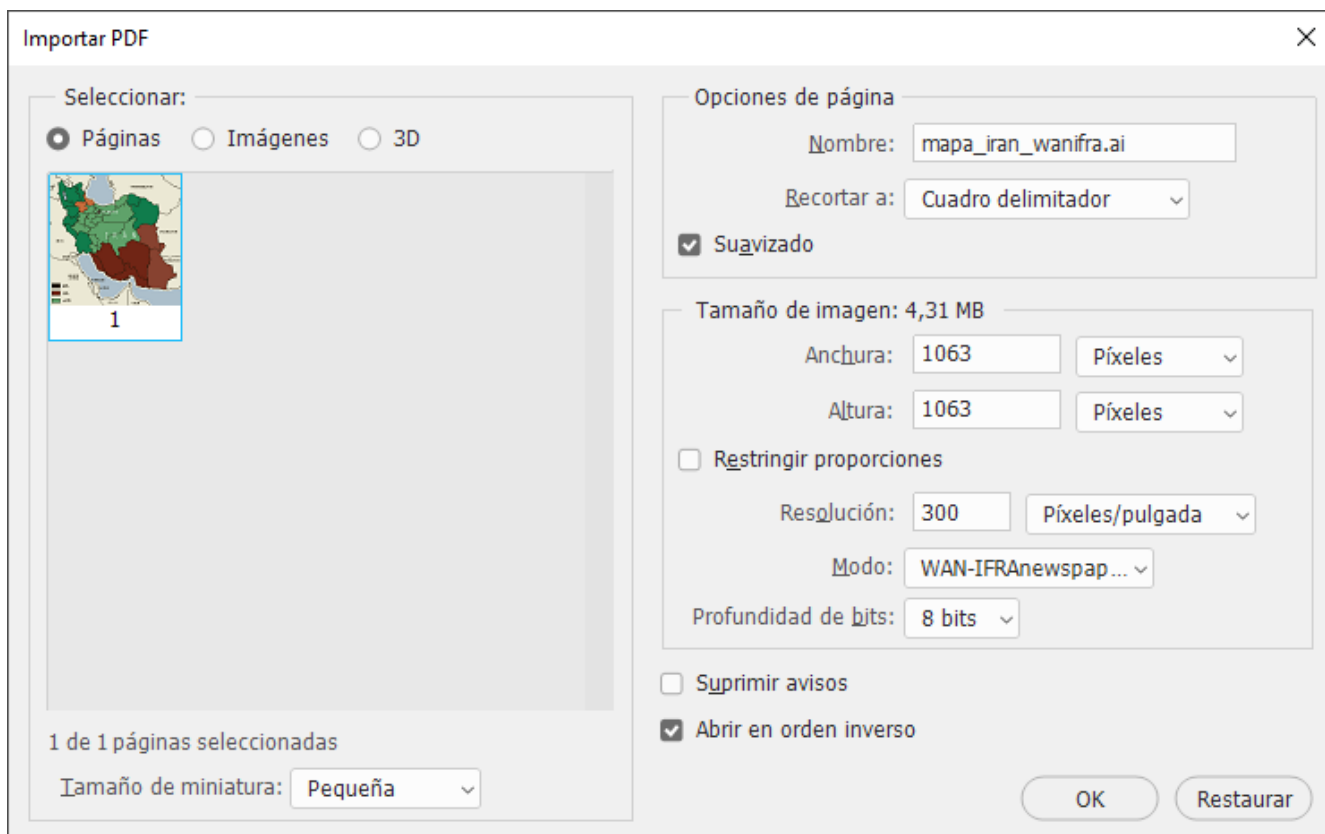 Importar PDF
Seleccionar:
Páginas
Imágenes
3D
1
1 de 1 páginas seleccionadas
Tamaño de miniatura: Pequeña
Opciones de página
Nombre: mapa_iran_wanifra.ai
Recortar a: Cuadro delimitador
Suavizado
Tamaño de imagen: 4,31 MB
Anchura: 1063 Píxeles
Altura: 1063 Píxeles
Restringir proporciones
Resolución: 300 Píxeles/pulgada
Modo: WAN-IFRAnewspap...
Profundidad de bits: 8 bits
Suprimir avisos
Abrir en orden inverso
OK
Restaurar